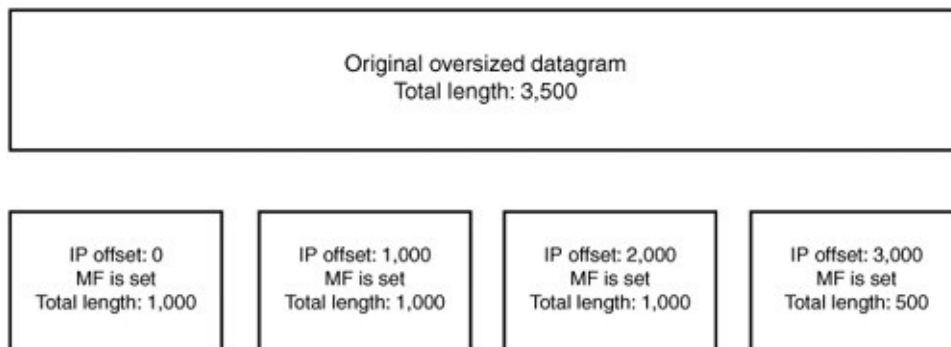 Original oversized datagram
Total length: 3,500
IP offset: 0
MF is set
Total length: 1,000
IP offset: 1,000
MF is set
Total length: 1,000
IP offset: 2,000
MF is set
Total length: 1,000
IP offset: 3,000
MF is set
Total length: 500